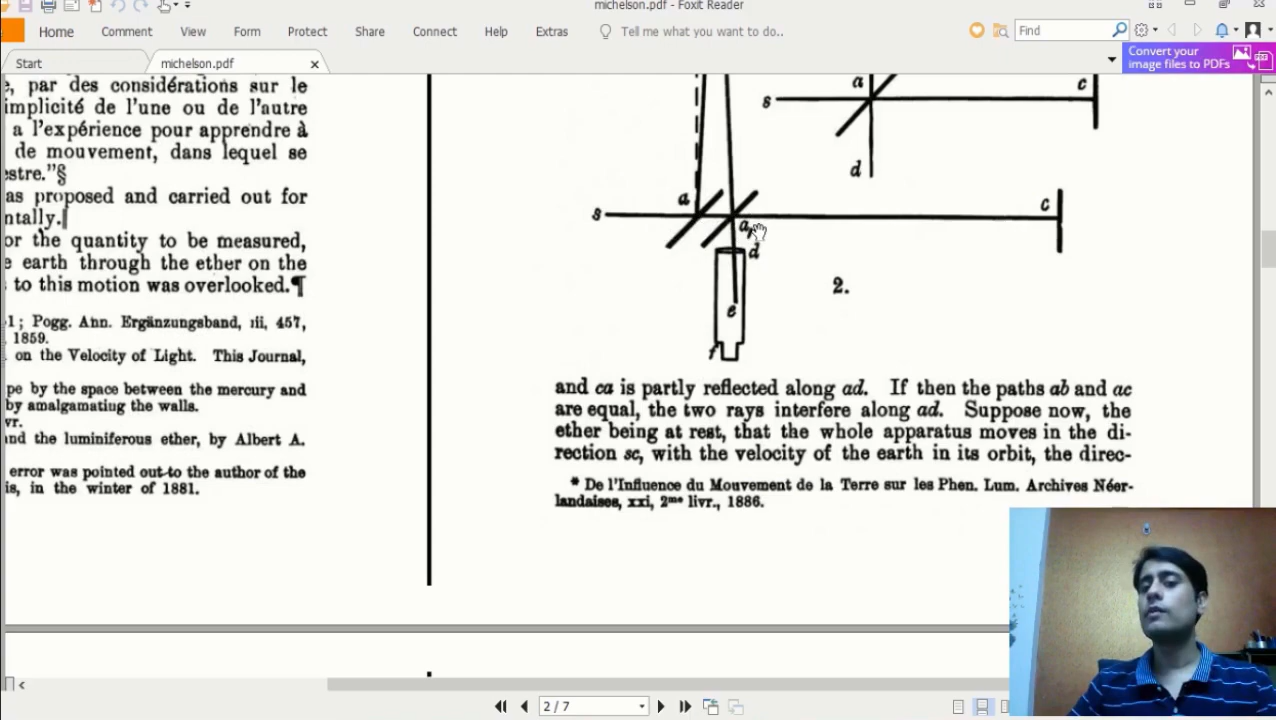 michelson.pdf - Foxit Reader
Home Comment View Form Protect Share Connect Help Extras Tell me what you want to do.. Find
Start michelson.pdf
Convert your
image files to PDFs
e, par des considérations sur le
implicité de l'une ou de l'autre
a l'expérience pour apprendre à
de mouvement, dans lequel se
estre."§
as proposed and carried out for
ntally.‖
or the quantity to be measured,
e earth through the ether on the
s to this motion was overlooked.¶
l; Pogg. Ann. Ergänzungsband, iii, 457,
1859.
on the Velocity of Light. This Journal,
pe by the space between the mercury and
by amalgamating the walls.
vr.
nd the luminiferous ether, by Albert A.
error was pointed out to the author of the
is, in the winter of 1881.
a
c
s
d
a
c
s
a,
d
2.
e
f
and ca is partly reflected along ad. If then the paths ab and ac
are equal, the two rays interfere along ad. Suppose now, the
ether being at rest, that the whole apparatus moves in the di-
rection sc, with the velocity of the earth in its orbit, the direc-
* De l'Influence du Mouvement de la Terre sur les Phen. Lum. Archives Néer-
landaises, xxi, 2me livr., 1886.
2 / 7